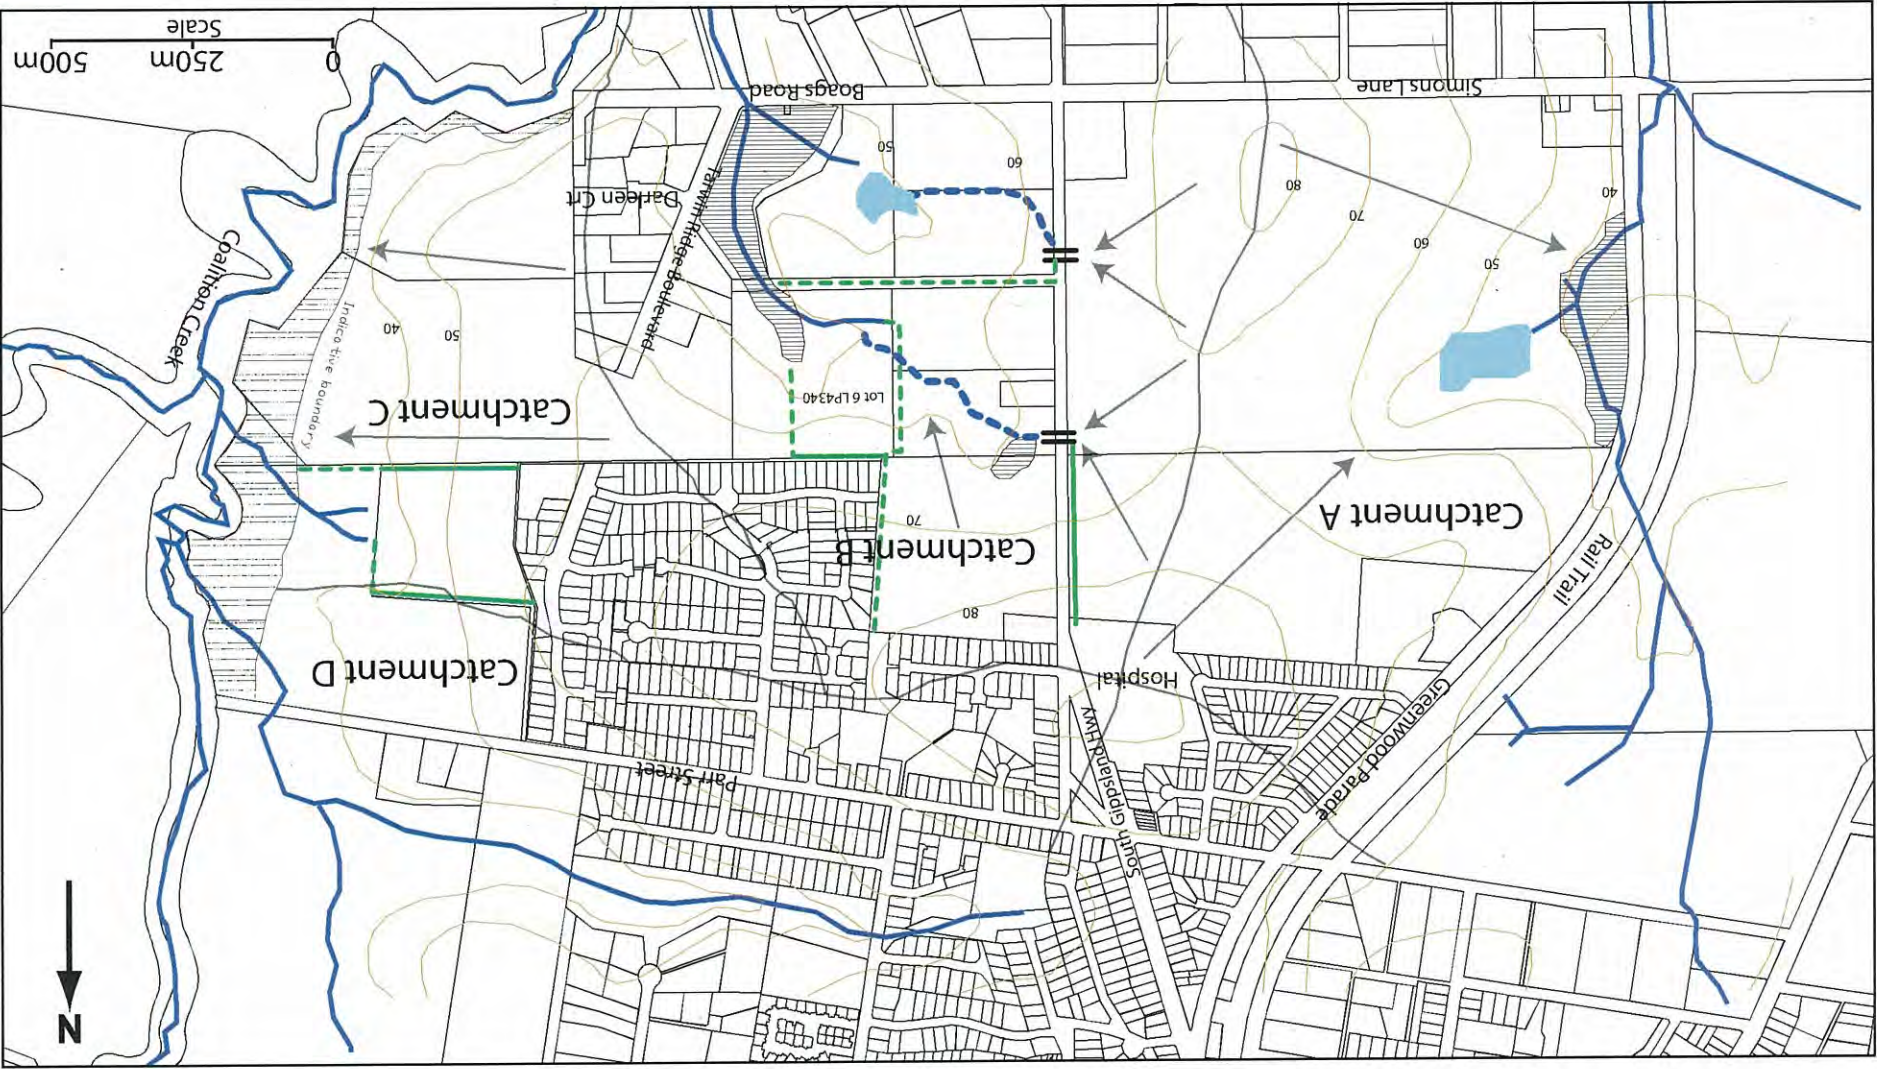 N
South Gippsland Hwy
Greenwood Parade
Parr Street
Hospital
Catchment D
80
Rail Trail
Catchment B
70
Catchment A
Catchment C
Lot 6 LP4340
Indicative boundary
50
40
Coalition Creek
50
60
70
80
40
Tarwin Ridge Boulevard
Darleen Crt
60
50
Simons Lane
Boags Road
0 250m 500m
Scale